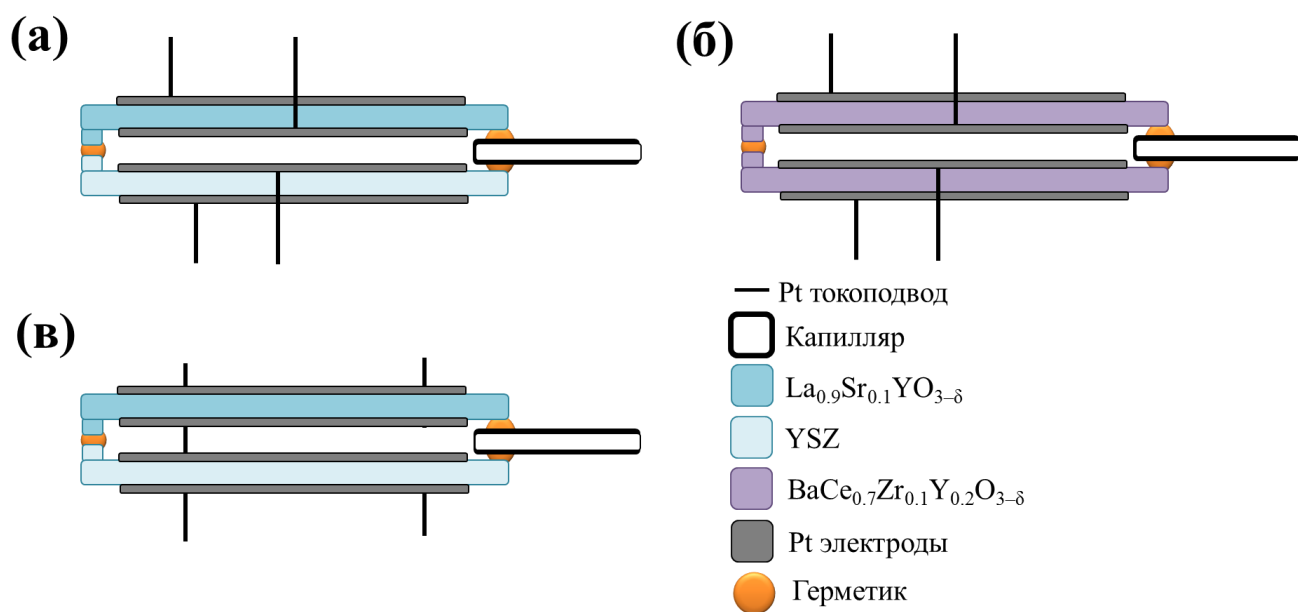 (а)
(б)
(в)
Pt токоподвод
Капилляр
La₀.₉Sr₀.₁YO₃₋δ
YSZ
BaCe₀.₇Zr₀.₁Y₀.₂O₃₋δ
Pt электроды
Герметик